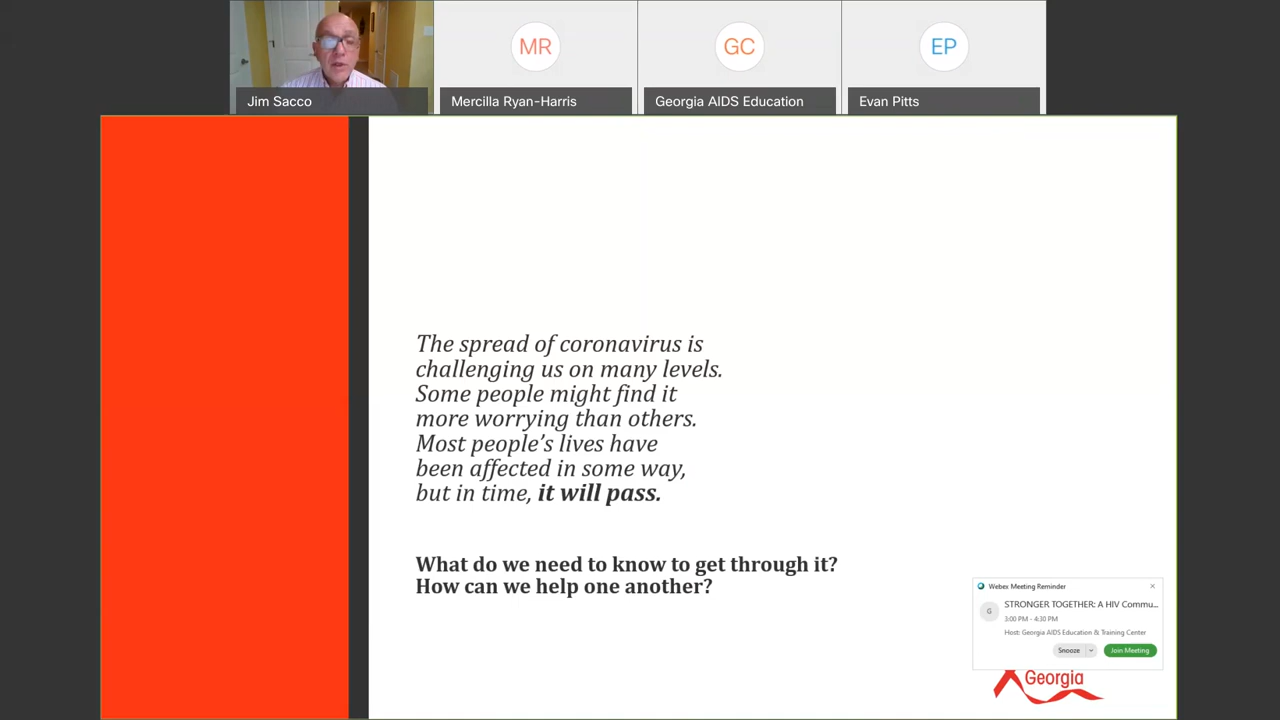 MR
GC
EP
Jim Sacco
Mercilla Ryan-Harris
Georgia AIDS Education
Evan Pitts
The spread of coronavirus is
challenging us on many levels.
Some people might find it
more worrying than others.
Most people’s lives have
been affected in some way,
but in time, it will pass.
What do we need to know to get through it?
How can we help one another?
Webex Meeting Reminder
G
STRONGER TOGETHER: A HIV Commu...
3:00 PM - 4:30 PM
Host: Georgia AIDS Education & Training Center
Snooze
Join Meeting
Georgia